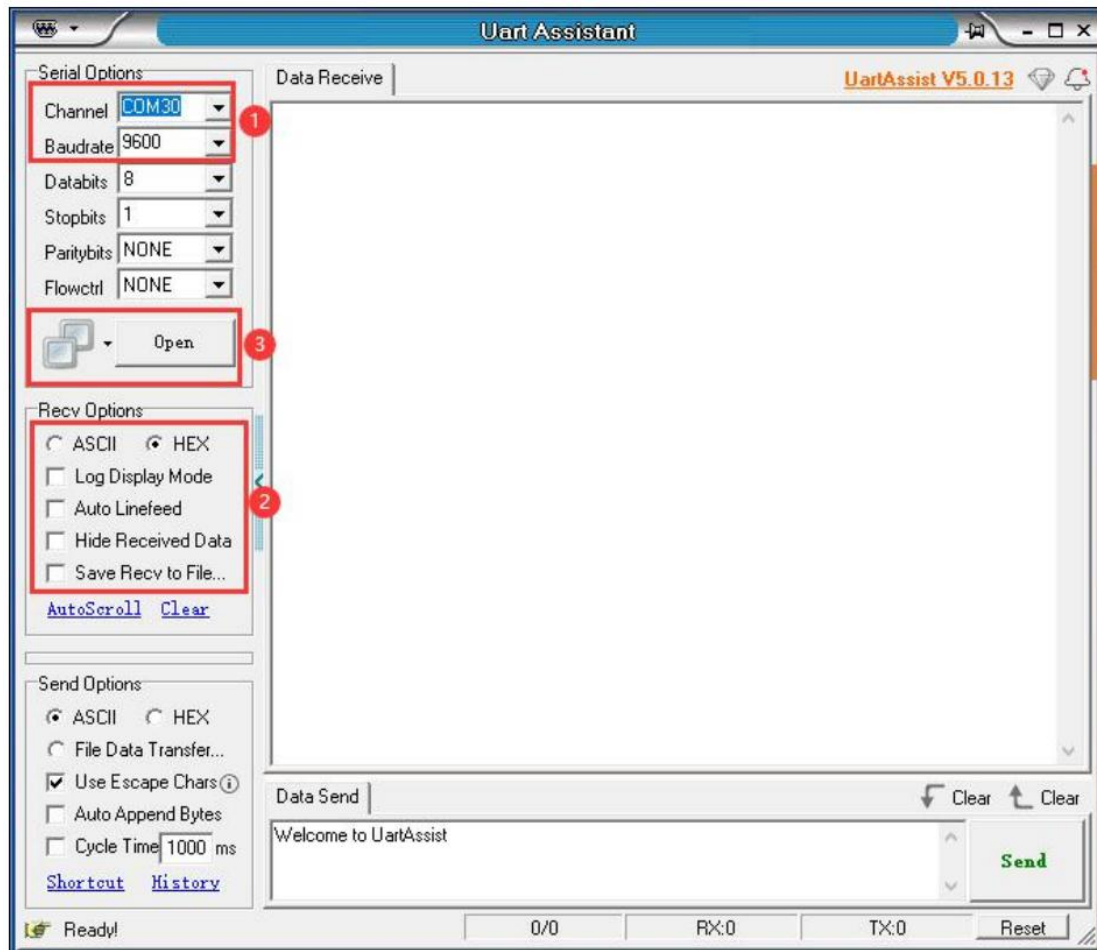 Uart Assistant
Serial Options
Channel COM30
1
Baudrate 9600
Databits 8
Stopbits 1
Paritybits NONE
Flowctrl NONE
Open
3
Recv Options
ASCII HEX
Log Display Mode
2
Auto Linefeed
Hide Received Data
Save Recv to File...
AutoScroll Clear
Send Options
ASCII HEX
File Data Transfer...
Use Escape Chars i
Auto Append Bytes
Cycle Time 1000 ms
Shortcut History
Data Receive
UartAssist V5.0.13
Data Send
Clear Clear
Welcome to UartAssist
Send
Ready!
0/0
RX:0
TX:0
Reset